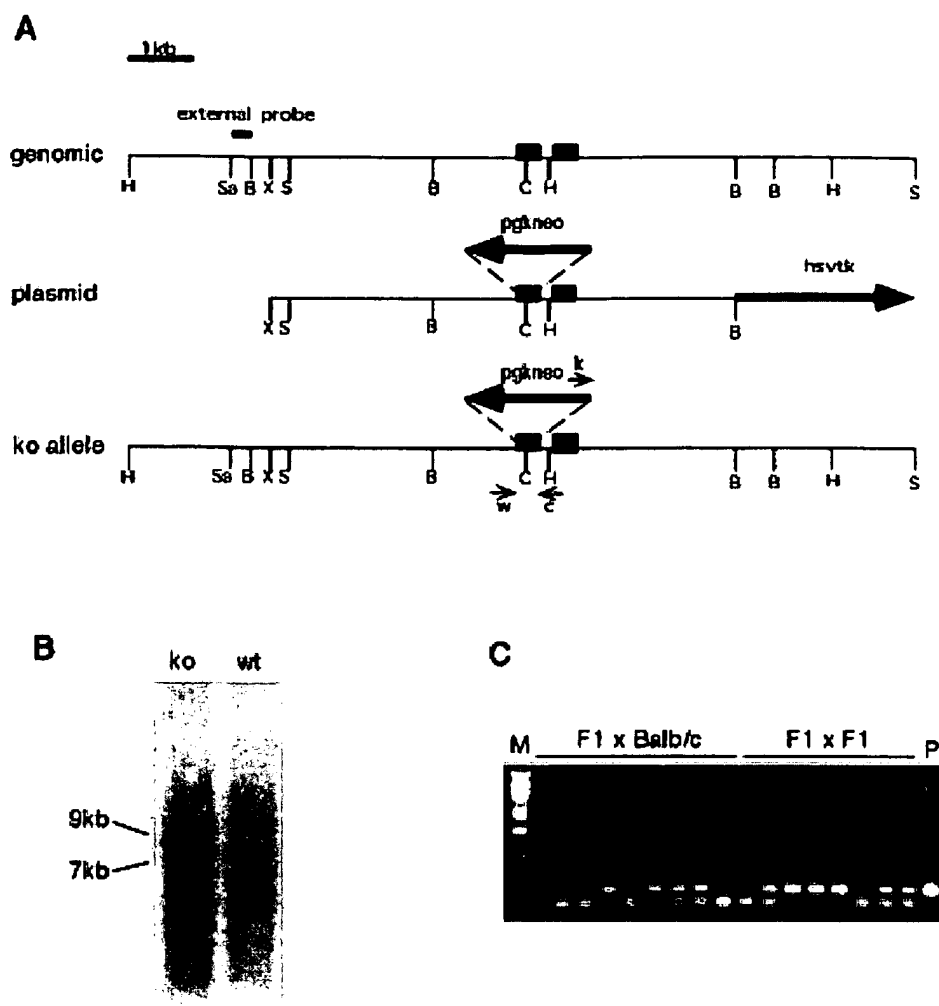 A
1kb
external probe
genomic
H Sa B X S B C H B B H S
pgkneo
hsvtk
plasmid
X S B C H B
k
pgkneo
ko allele
H Sa B X S B C H B B H S
w c
B
ko wt
9kb
7kb
C
M F1 x Balb/c F1 x F1 P